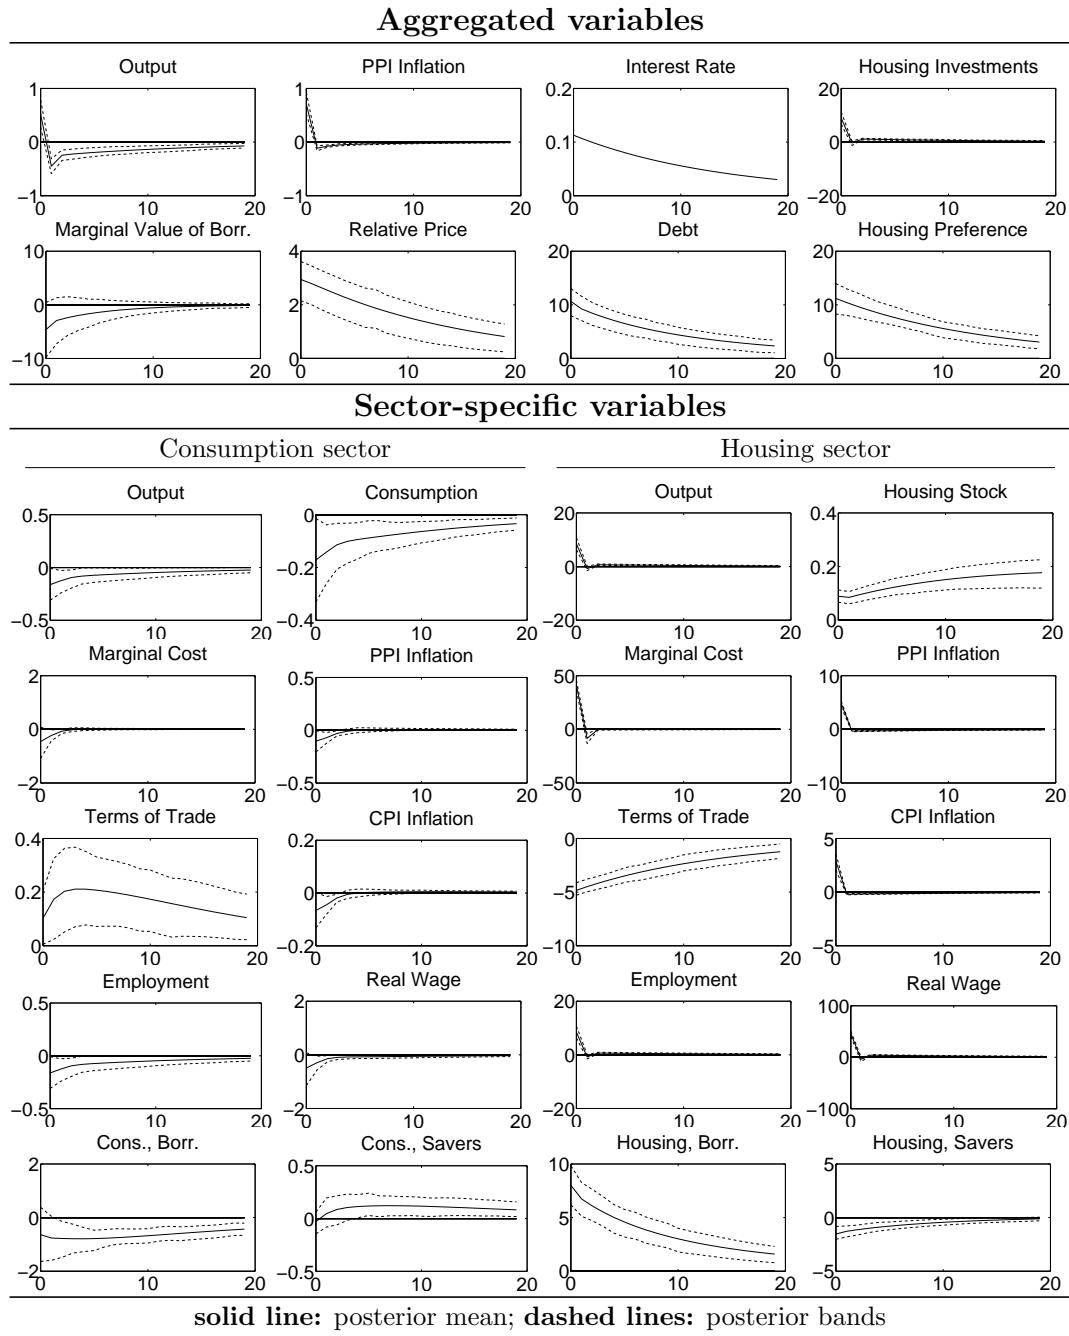 Aggregated variables
Output PPI Inflation Interest Rate Housing Investments
1 1 0.2 20
0 0 0.1 0
−1 −1 0 −20
0 10 20 0 10 20 0 10 20 0 10 20
Marginal Value of Borr. Relative Price Debt Housing Preference
10 4 20 20
0 2 10 10
−10 0 0 0
0 10 20 0 10 20 0 10 20 0 10 20
Sector-specific variables
Consumption sector Housing sector
Output Consumption Output Housing Stock
0.5 0 20 0.4
0 −0.2 0 0.2
−0.5 −0.4 −20 0
0 10 20 0 10 20 0 10 20 0 10 20
Marginal Cost PPI Inflation Marginal Cost PPI Inflation
2 0.5 50 10
0 0 0 0
−2 −0.5 −50 −10
0 10 20 0 10 20 0 10 20 0 10 20
Terms of Trade CPI Inflation Terms of Trade CPI Inflation
0.4 0.2 0 5
0.2 0 −5 0
0 −0.2 −10 −5
0 10 20 0 10 20 0 10 20 0 10 20
Employment Real Wage Employment Real Wage
0.5 2 20 100
0 0 0 0
−0.5 −2 −20 −100
0 10 20 0 10 20 0 10 20 0 10 20
Cons., Borr. Cons., Savers Housing, Borr. Housing, Savers
2 0.5 10 5
0 0 5 0
−2 −0.5 0 −5
0 10 20 0 10 20 0 10 20 0 10 20
solid line: posterior mean; dashed lines: posterior bands